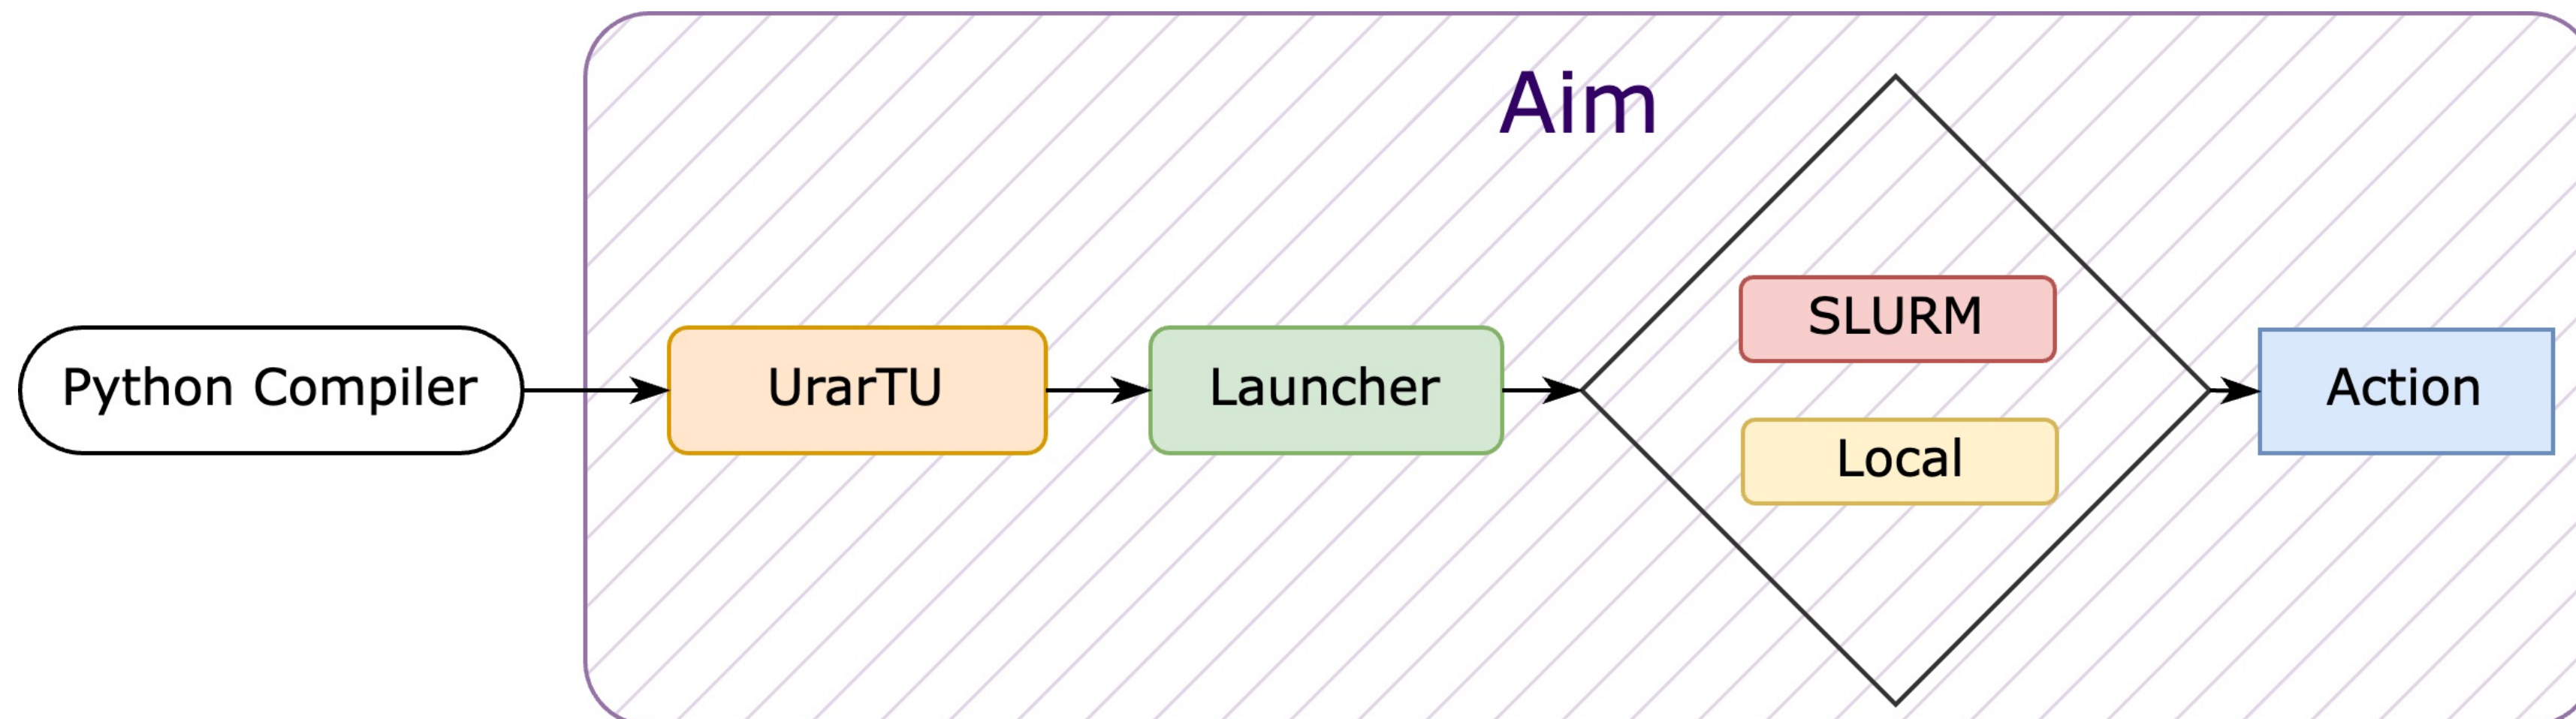 Aim
Python Compiler
UrarTU
Launcher
SLURM
Local
Action